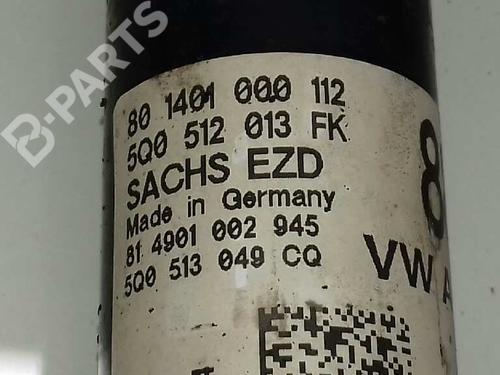 B-PARTS
80 1401 000 112
5Q0 512 013 FK
SACHS EZD
Made in Germany
81 4901 002 945
5Q0 513 049 CQ
8
VW A